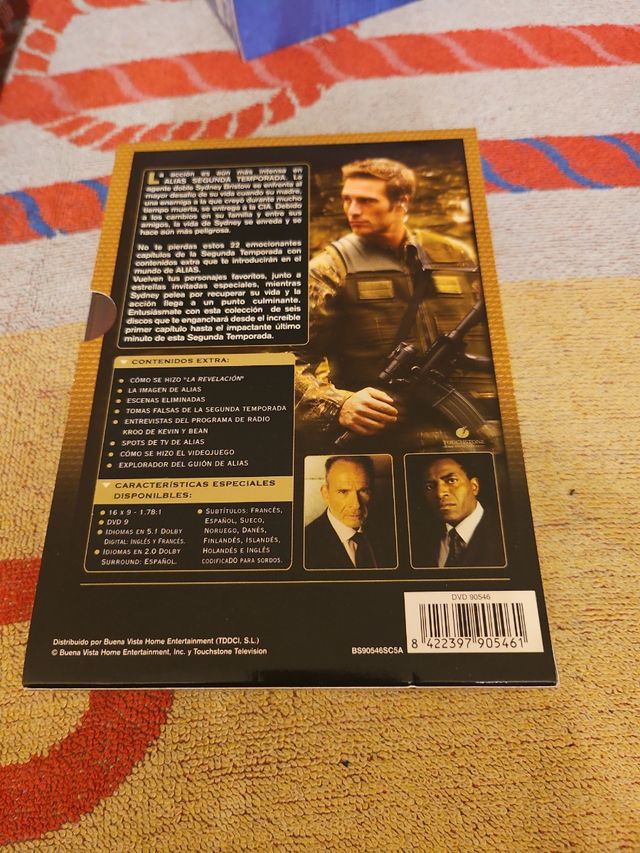 La acción es aún más intensa en
ALIAS SEGUNDA TEMPORADA. La
agente doble Sydney Bristow se enfrenta al
mayor desafío de su vida cuando su madre,
una enemiga a la que creyó durante mucho
tiempo muerta, se entrega a la CIA. Debido
a los cambios en su familia y entre sus
amigos, la vida de Sydney se enreda y se
hace aún más peligrosa.
No te pierdas estos 22 emocionantes
capítulos de la Segunda Temporada con
contenidos extra que te introducirán en el
mundo de ALIAS.
Vuelven tus personajes favoritos, junto a
estrellas invitadas especiales, mientras
Sydney pelea por recuperar su vida y la
acción llega a un punto culminante.
Entusiásmate con esta colección de seis
discos que te enganchará desde el increíble
primer capítulo hasta el impactante último
minuto de esta Segunda Temporada.
CONTENIDOS EXTRA:
CÓMO SE HIZO "LA REVELACIÓN"
LA IMAGEN DE ALIAS
ESCENAS ELIMINADAS
TOMAS FALSAS DE LA SEGUNDA TEMPORADA
ENTREVISTAS DEL PROGRAMA DE RADIO
KROQ DE KEVIN Y BEAN
SPOTS DE TV DE ALIAS
CÓMO SE HIZO EL VIDEOJUEGO
EXPLORADOR DEL GUIÓN DE ALIAS
CARACTERÍSTICAS ESPECIALES
DISPONILBLES:
16 X 9 - 1.78:1
DVD 9
IDIOMAS EN 5.1 DOLBY
DIGITAL: INGLÉS Y FRANCÉS.
IDIOMAS EN 2.0 DOLBY
SURROUND: ESPAÑOL.
SUBTÍTULOS: FRANCÉS,
ESPAÑOL, SUECO,
NORUEGO, DANÉS,
FINLANDÉS, ISLANDÉS,
HOLANDÉS E INGLÉS
CODIFICADO PARA SORDOS.
TOUCHSTONE
DVD 90546
8 422397 905461
Distribuido por Buena Vista Home Entertainment (TDDCI, S.L.)
© Buena Vista Home Entertainment, Inc. y Touchstone Television
BS90546SC5A